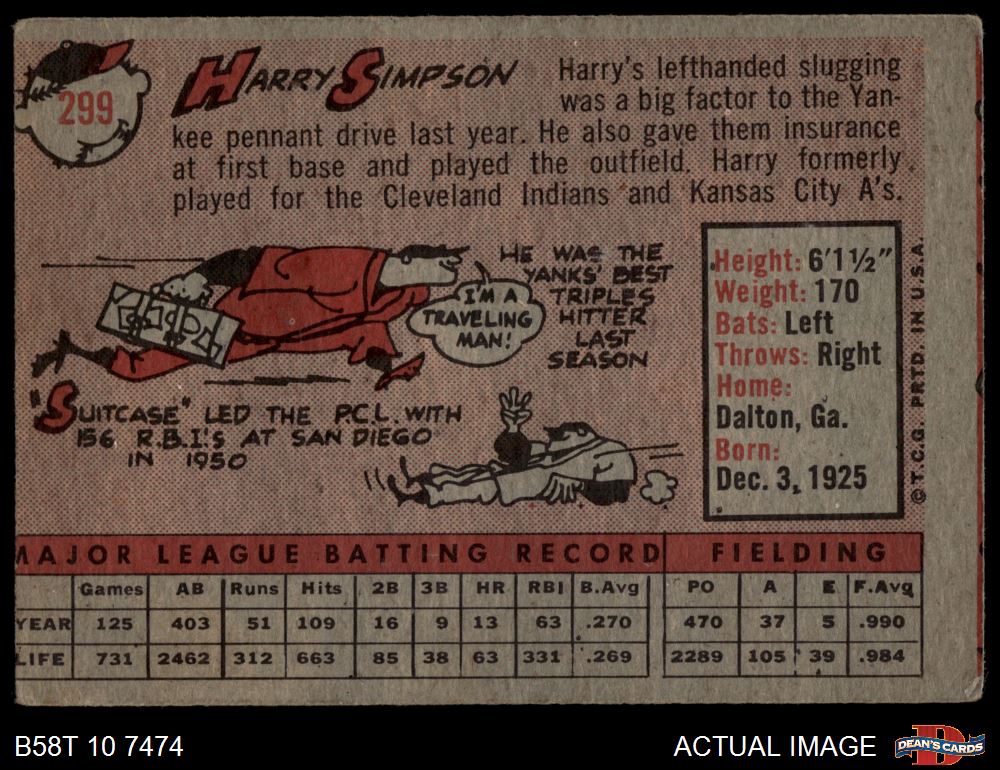 299
HARRY SIMPSON
Harry's lefthanded slugging
was a big factor to the Yan-
kee pennant drive last year. He also gave them insurance
at first base and played the outfield. Harry formerly
played for the Cleveland Indians and Kansas City A's.
HE WAS THE
YANKS' BEST
TRIPLES
HITTER
LAST
SEASON
I'M A
TRAVELING
MAN!
"SUITCASE" LED THE P.C.L. WITH
156 R.B.I.'S AT SAN DIEGO
IN 1950
Height: 6'1½"
Weight: 170
Bats: Left
Throws: Right
Home:
Dalton, Ga.
Born:
Dec. 3, 1925
© T.C.G. PRTD. IN U.S.A.
MAJOR LEAGUE BATTING RECORD FIELDING
Games AB Runs Hits 2B 3B HR RBI B.Avg PO A E F.Avg
YEAR 125 403 51 109 16 9 13 63 .270 470 37 5 .990
LIFE 731 2462 312 663 85 38 63 331 .269 2289 105 39 .984
B58T 10 7474
ACTUAL IMAGE
DEAN'S CARDS